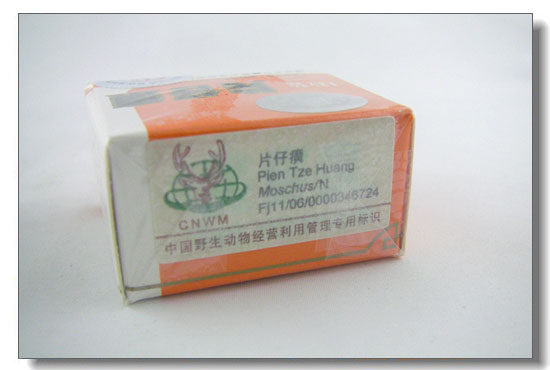 片仔癀
Pien Tze Huang
Moschus/N
Fj11/06/0000346724
CNWM
中国野生动物经营利用管理专用标识